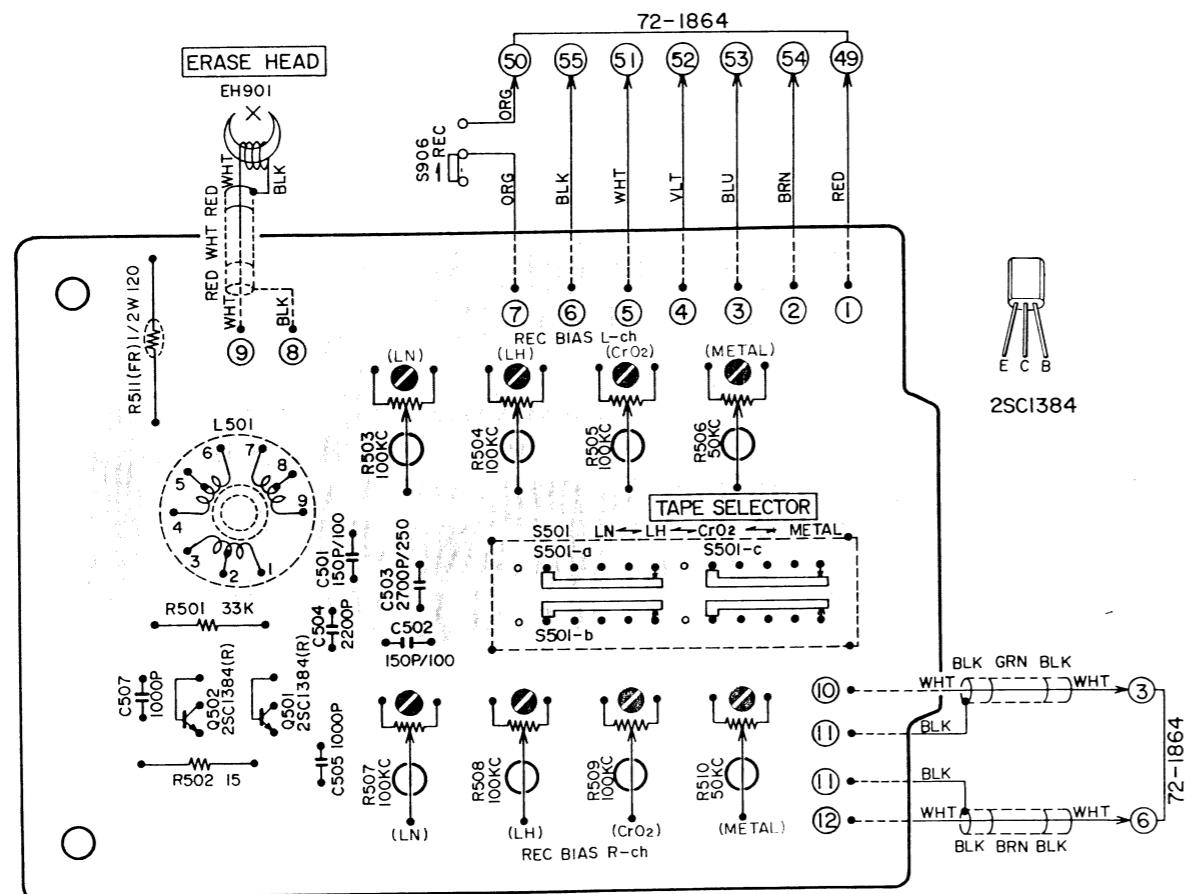 72-1864
50 55 51 52 53 54 49
ERASE HEAD
EH901
ORG
S906
REC
WHT
BLK
RED
WHT
RED
WHT
BLK
ORG BLK WHT VLT BLU BRN RED
7 6 5 4 3 2 1
9 8
R511(FR)1/2W 120
E C B
2SC1384
REC BIAS L-ch
(LN) (LH) (CrO2) (METAL)
R503
100KC
R504
100KC
R505
100KC
R506
50KC
L501
6 7
5 8
4 9
3 2 1
TAPE SELECTOR
S501 LN LH CrO2 METAL
S501-a S501-c
S501-b
C501
150P/100
C503
2700P/250
C504
2200P
C502
150P/100
R501 33K
C507
1000P
Q502
2SC1384(R)
Q501
2SC1384(R)
R502 15
C505 1000P
R507
100KC
R508
100KC
R509
100KC
R510
50KC
(LN) (LH) (CrO2) (METAL)
REC BIAS R-ch
BLK GRN BLK
10 WHT WHT 3
11 BLK
11 BLK
12 WHT WHT 6
BLK BRN BLK
72-1864